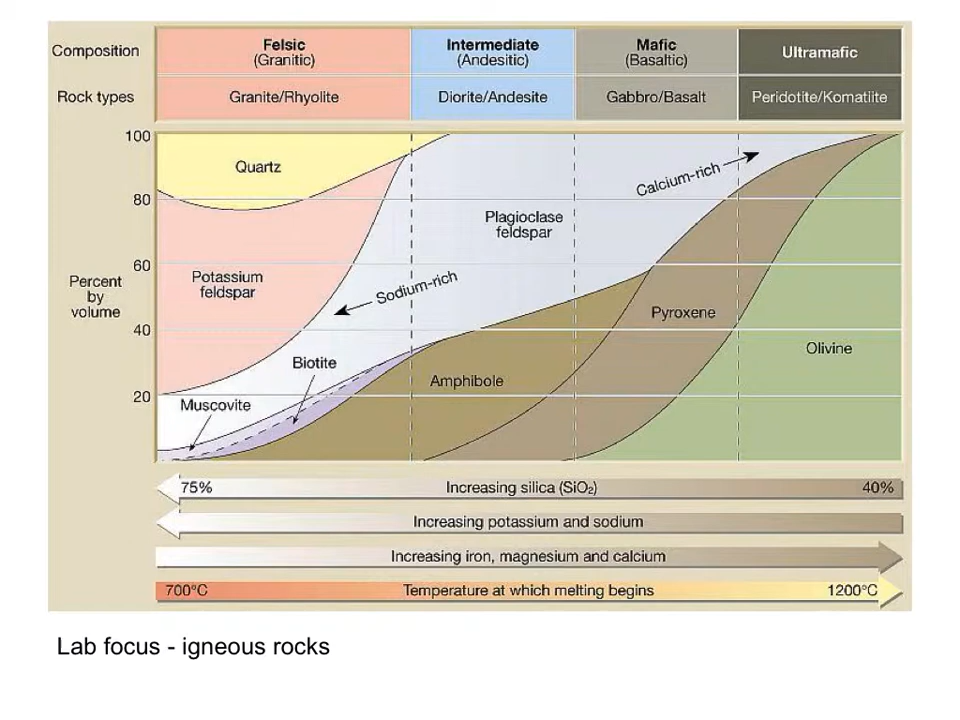 Composition
Felsic
(Granitic)
Intermediate
(Andesitic)
Mafic
(Basaltic)
Ultramafic
Rock types
Granite/Rhyolite
Diorite/Andesite
Gabbro/Basalt
Peridotite/Komatiite
100
80
60
40
20
Percent
by
volume
Quartz
Calcium-rich
Plagioclase
feldspar
Potassium
feldspar
Sodium-rich
Pyroxene
Biotite
Olivine
Amphibole
Muscovite
75%
Increasing silica (SiO₂)
40%
Increasing potassium and sodium
Increasing iron, magnesium and calcium
700°C
Temperature at which melting begins
1200°C
Lab focus - igneous rocks